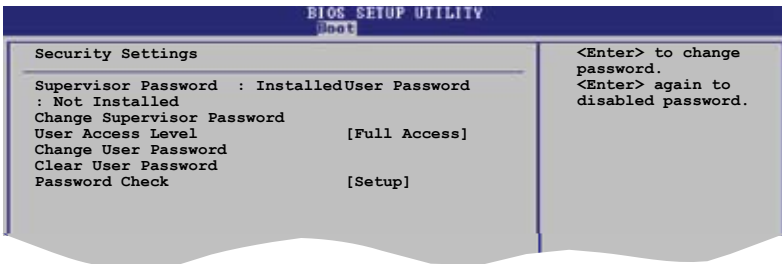 BIOS SETUP UTILITY
Boot
Security Settings
Supervisor Password : InstalledUser Password
: Not Installed
Change Supervisor Password
User Access Level [Full Access]
Change User Password
Clear User Password
Password Check [Setup]
<Enter> to change
password.
<Enter> again to
disabled password.